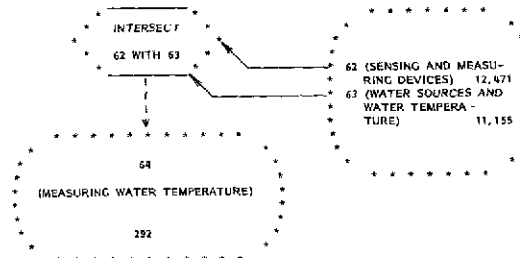 INTERSECT
62 WITH 63
62 (SENSING AND MEASU-
RING DEVICES) 12,471
63 (WATER SOURCES AND
WATER TEMPERA -
TURE) 11,155
64
(MEASURING WATER TEMPERATURE)
292